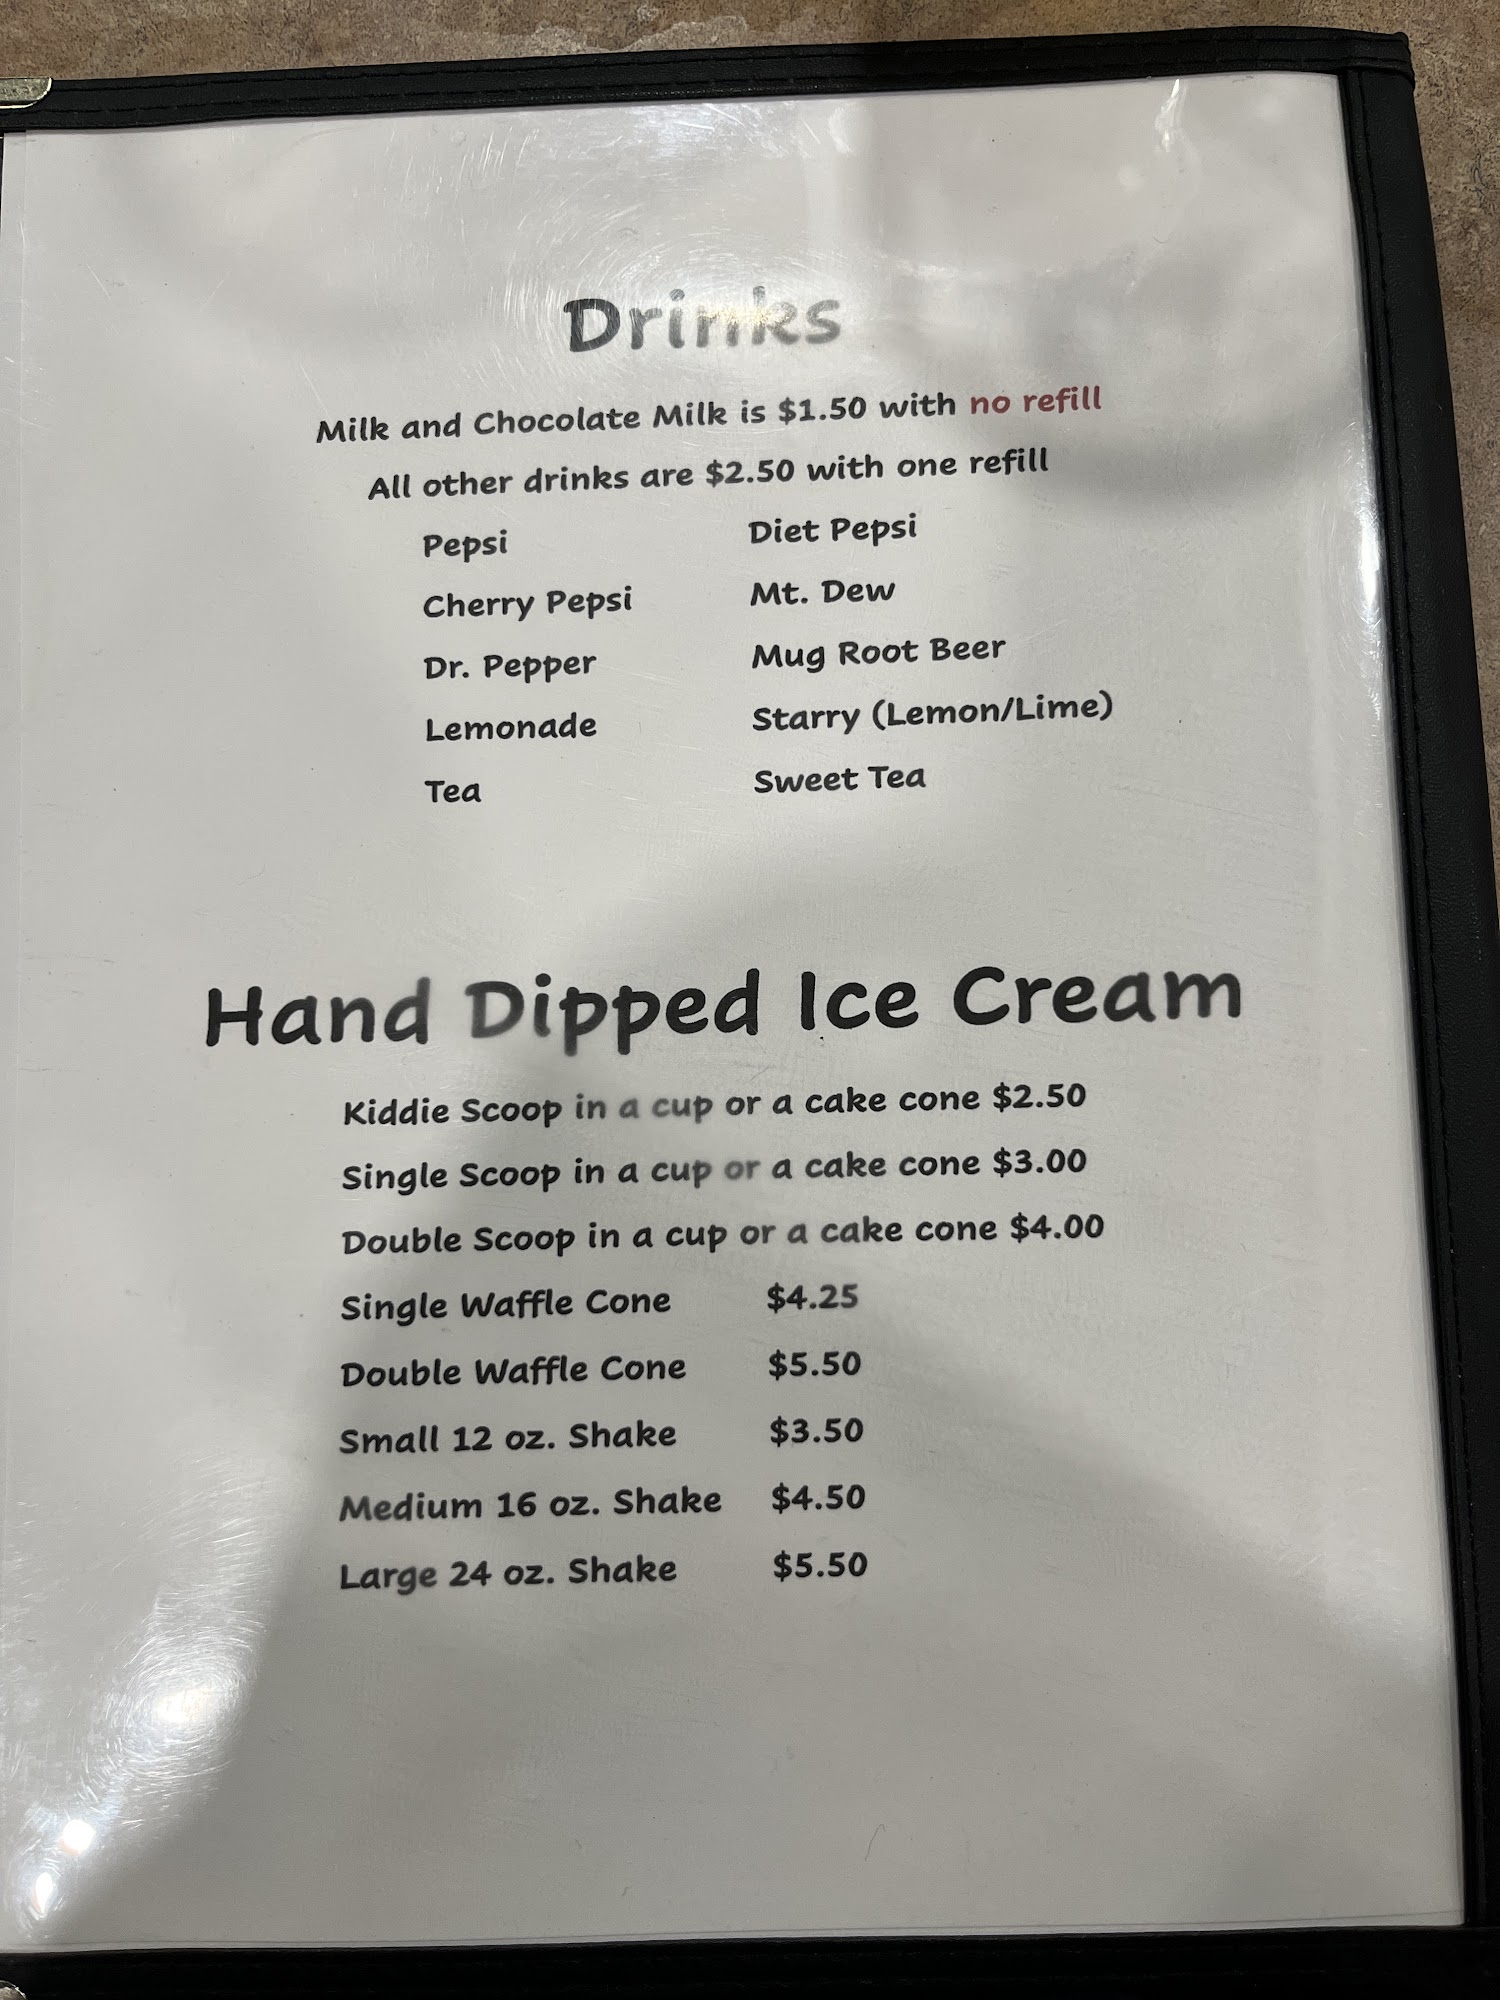 Drinks
Milk and Chocolate Milk is $1.50 with no refill
All other drinks are $2.50 with one refill
Pepsi Diet Pepsi
Cherry Pepsi Mt. Dew
Dr. Pepper Mug Root Beer
Lemonade Starry (Lemon/Lime)
Tea Sweet Tea
Hand Dipped Ice Cream
Kiddie Scoop in a cup or a cake cone $2.50
Single Scoop in a cup or a cake cone $3.00
Double Scoop in a cup or a cake cone $4.00
Single Waffle Cone $4.25
Double Waffle Cone $5.50
Small 12 oz. Shake $3.50
Medium 16 oz. Shake $4.50
Large 24 oz. Shake $5.50